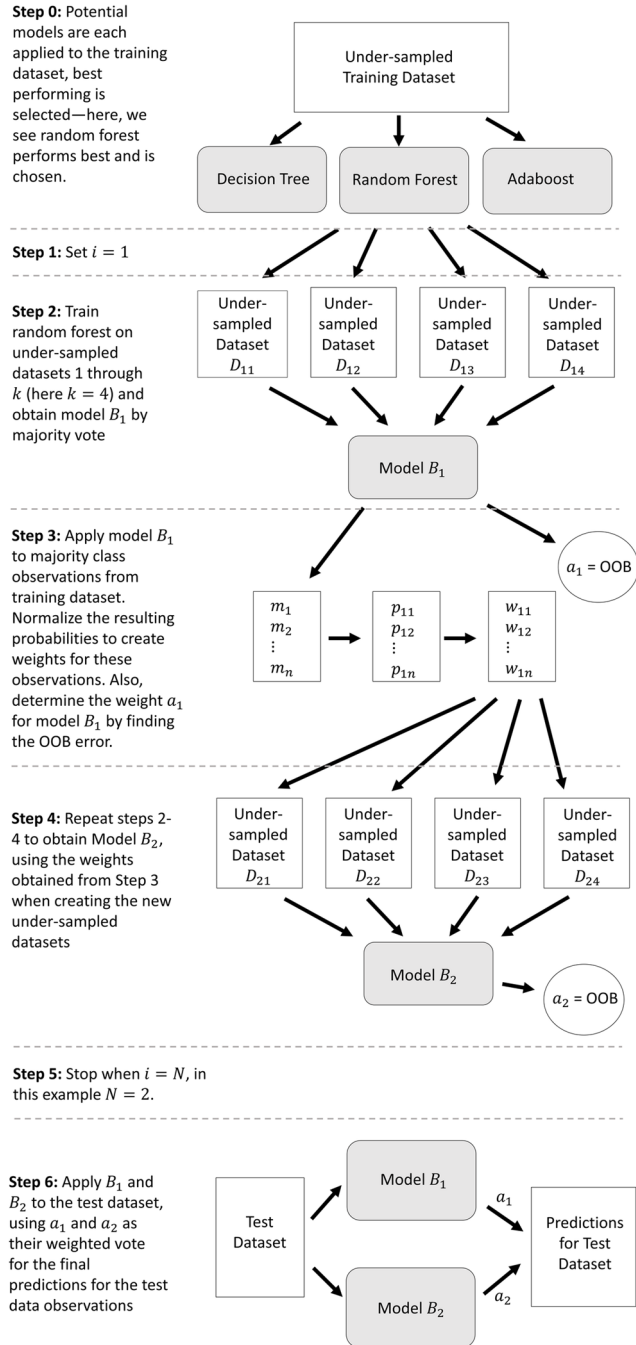 Step 0: Potential
models are each
applied to the training
dataset, best
performing is
selected—here, we
see random forest
performs best and is
chosen.
Under-sampled
Training Dataset
Decision Tree
Random Forest
Adaboost
Step 1: Set i = 1
Step 2: Train
random forest on
under-sampled
datasets 1 through
k (here k = 4) and
obtain model B₁ by
majority vote
Under-
sampled
Dataset
D₁₁
Under-
sampled
Dataset
D₁₂
Under-
sampled
Dataset
D₁₃
Under-
sampled
Dataset
D₁₄
Model B₁
Step 3: Apply model B₁
to majority class
observations from
training dataset.
Normalize the resulting
probabilities to create
weights for these
observations. Also,
determine the weight a₁
for model B₁ by finding
the OOB error.
a₁ = OOB
m₁
m₂
⋮
mₙ
p₁₁
p₁₂
⋮
p₁ₙ
w₁₁
w₁₂
⋮
w₁ₙ
Step 4: Repeat steps 2-
4 to obtain Model B₂,
using the weights
obtained from Step 3
when creating the new
under-sampled
datasets
Under-
sampled
Dataset
D₂₁
Under-
sampled
Dataset
D₂₂
Under-
sampled
Dataset
D₂₃
Under-
sampled
Dataset
D₂₄
Model B₂
a₂ = OOB
Step 5: Stop when i = N, in
this example N = 2.
Step 6: Apply B₁ and
B₂ to the test dataset,
using a₁ and a₂ as
their weighted vote
for the final
predictions for the test
data observations
Test
Dataset
Model B₁
Model B₂
a₁
a₂
Predictions
for Test
Dataset